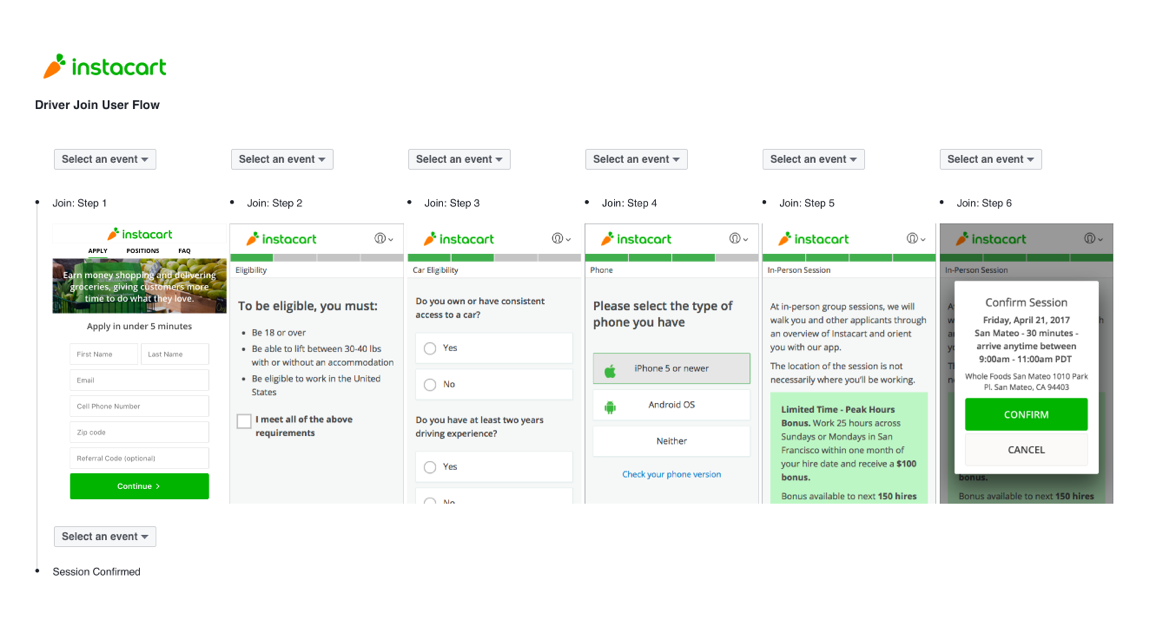 instacart
Driver Join User Flow
Select an event
Select an event
Select an event
Select an event
Select an event
Select an event
Join: Step 1
Join: Step 2
Join: Step 3
Join: Step 4
Join: Step 5
Join: Step 6
instacart
APPLY POSITIONS FAQ
Earn money shopping and delivering
groceries, giving customers more
time to do what they love.
Apply in under 5 minutes
First Name
Last Name
Email
Cell Phone Number
Zip code
Referral Code (optional)
Continue >
instacart
Eligibility
To be eligible, you must:
Be 18 or over
Be able to lift between 30-40 lbs
with or without an accommodation
Be eligible to work in the United
States
I meet all of the above
requirements
instacart
Car Eligibility
Do you own or have consistent
access to a car?
Yes
No
Do you have at least two years
driving experience?
Yes
No
instacart
Phone
Please select the type of
phone you have
iPhone 5 or newer
Android OS
Neither
Check your phone version
instacart
In-Person Session
At in-person group sessions, we will
walk you and other applicants through
an overview of Instacart and orient
you with our app.
The location of the session is not
necessarily where you'll be working.
Limited Time - Peak Hours
Bonus. Work 25 hours across
Sundays or Mondays in San
Francisco within one month of
your hire date and receive a $100
bonus.
Bonus available to next 150 hires
instacart
In-Person Session
Confirm Session
Friday, April 21, 2017
San Mateo - 30 minutes -
arrive anytime between
9:00am - 11:00am PDT
Whole Foods San Mateo 1010 Park
Pl. San Mateo, CA 94403
CONFIRM
CANCEL
bonus.
Bonus available to next 150 hires
Select an event
Session Confirmed